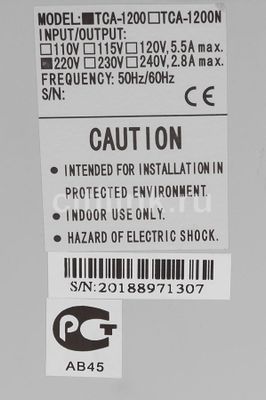 MODEL:■TCA-1200□TCA-1200N
INPUT/OUTPUT:
□110V □115V□120V, 5.5A max.
■220V □230V□240V, 2.8A max.
FREQUENCY: 50Hz/60Hz
S/N:
CE
CAUTION
● INTENDED FOR INSTALLATION IN
PROTECTED ENVIRONMENT.
● INDOOR USE ONLY.
● HAZARD OF ELECTRIC SHOCK.
S/N: 20188971307
РСТ
АВ45